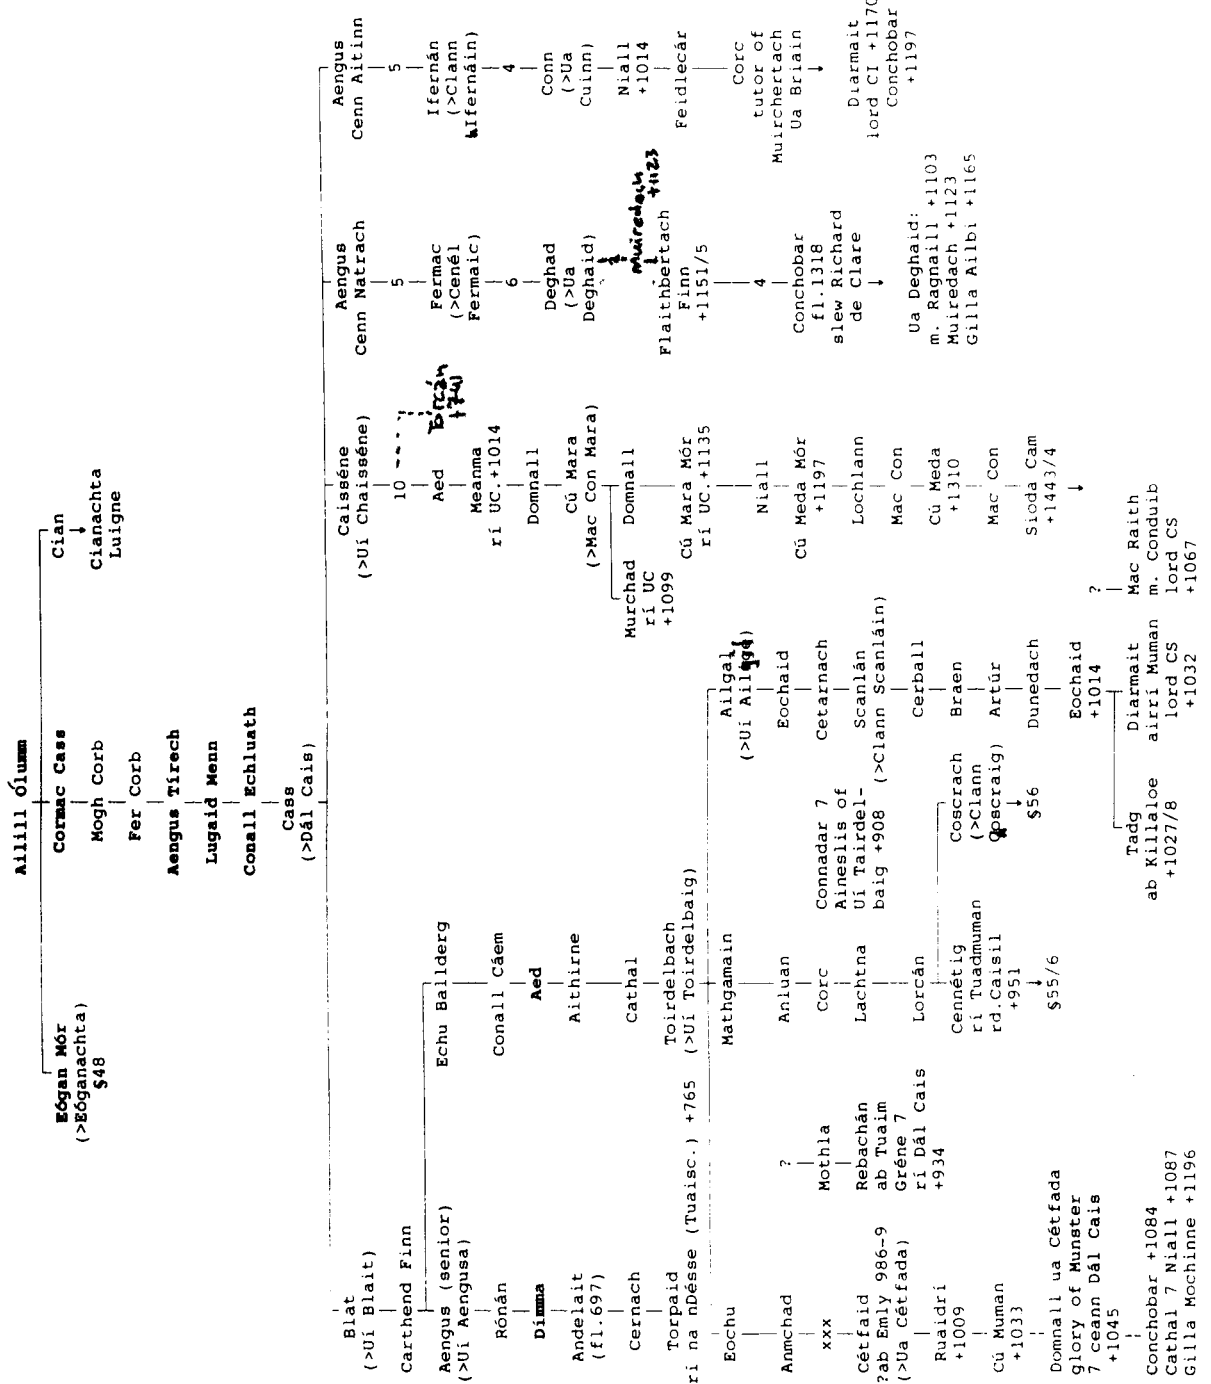 Ailill Ólumm
Eógan Mór
(>Eóganachta)
§48
Cormac Cass
Mogh Corb
Fer Corb
Aengus Tírech
Lugaid Menn
Conall Echluath
Cass
(>Dál Cais)
Cian
Cianachta
Luigne
Blat
(>Uí Blait)
Carthend Finn
Aengus (senior)
(>Uí Aengusa)
Rónán
Dimma
Andelait
(fl.697)
Cernach
Torpaid
rí na nDésse (Tuaisc.) +765
Eochu
Anmchad
xxx
Cétfaid
?ab Emly 986-9
(>Ua Cétfada)
Ruaidrí
+1009
Cú Muman
+1033
Domnall ua Cétfada
glory of Munster
7 ceann Dál Cais
+1045
Conchobar +1084
Cathal 7 Niall +1087
Gilla Mochinne +1196
?
Mothla
Rebachán
ab Tuaim
Gréne 7
rí Dál Cais
+934
Echu Ballderg
Conall Cáem
Aed
Aithirne
Cathal
Toirdelbach
(>Uí Toirdelbaig)
Mathgamain
Anluan
Corc
Lachtna
Lorcán
Cennétig
rí Tuadmuman
rd.Caisil
+951
§55/6
Connadar 7
Aineslis of
Uí Tairdel-
baig +908
Coscrach
(>Clann
Coscraig)
§56
Ailgal
(>Uí Ailgel)
Eochaid
Cetarnach
Scanlán
(>Clann Scanláin)
Cerball
Braen
Artúr
Dunedach
Eochaid
+1014
Tadg
ab Killaloe
+1027/8
Diarmait
airrí Muman
lord CS
+1032
?
Mac Raith
m. Conduib
lord CS
+1067
Caisséne
(>Uí Chaisséne)
10
Torcán
+741
Aed
Meanma
rí UC.+1014
Domnall
Cú Mara
(>Mac Con Mara)
Murchad
rí UC
+1099
Domnall
Cú Mara Mór
rí UC.+1135
Niall
Cú Meda Mór
+1197
Lochlann
Mac Con
Cú Meda
+1310
Mac Con
Sioda Cam
+1443/4
Aengus
Cenn Natrach
5
Fermac
(>Cenél
Fermaic)
6
Deghad
(>Ua
Deghaid)
2
Muiredach
+1123
Flaithbertach
Finn
+1151/5
4
Conchobar
fl.1318
slew Richard
de Clare
Ua Deghaid:
m. Ragnaill +1103
Muiredach +1123
Gilla Ailbi +1165
Aengus
Cenn Aitinn
5
Ifernán
(>Clann
Ifernáin)
4
Conn
(>Ua
Cuinn)
Niall
+1014
Feidlecár
Corc
tutor of
Muirchertach
Ua Briain
Diarmait
lord CI +1170
Conchobar
+1197